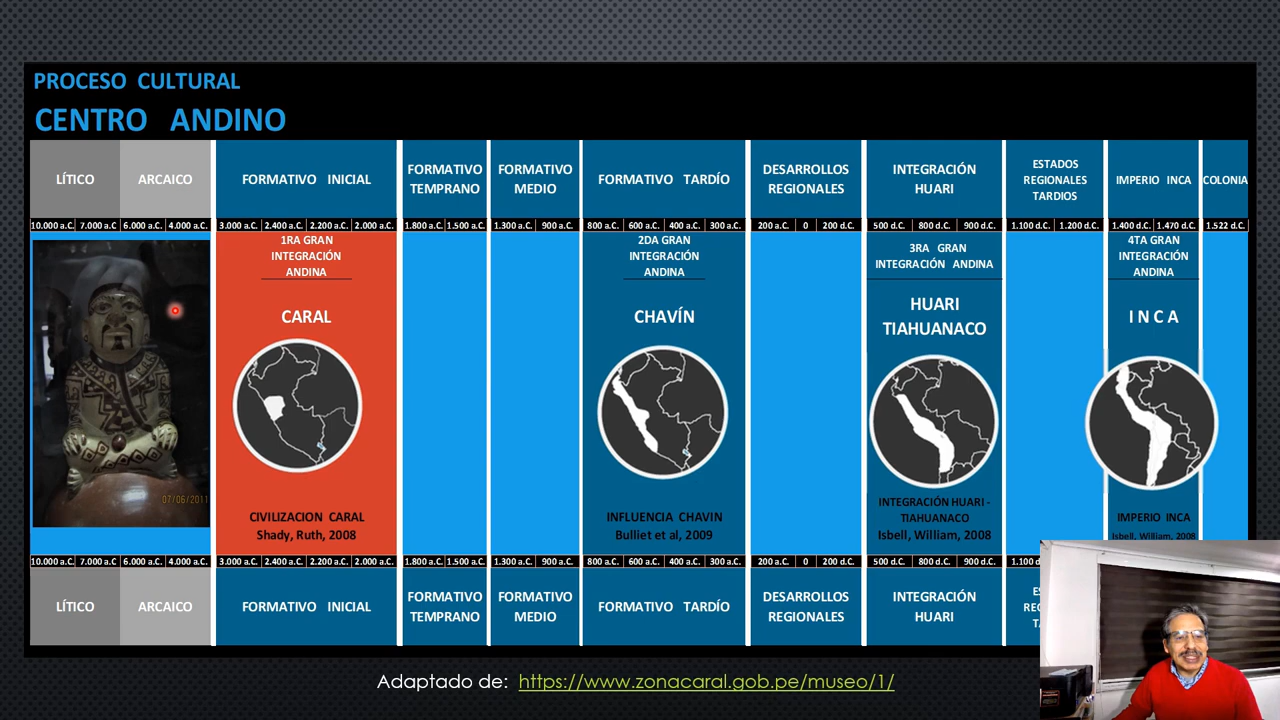 PROCESO CULTURAL
CENTRO ANDINO
LÍTICO
ARCAICO
FORMATIVO INICIAL
FORMATIVO
TEMPRANO
FORMATIVO
MEDIO
FORMATIVO TARDÍO
DESARROLLOS
REGIONALES
INTEGRACIÓN
HUARI
ESTADOS
REGIONALES
TARDIOS
IMPERIO INCA
COLONIA
10.000 a.C. 7.000 a.C 6.000 a.C. 4.000 a.C. 3.000 a.C. 2.400 a.C. 2.200 a.C. 2.000 a.C. 1.800 a.C. 1.500 a.C. 1.300 a.C. 900 a.C. 800 a.C. 600 a.C. 400 a.C. 300 a.C. 200 a.C. 0 200 d.C. 500 d.C. 800 d.C. 900 d.C. 1.100 d.C. 1.200 d.C. 1.400 d.C. 1.470 d.C. 1.522 d.C.
1RA GRAN
INTEGRACIÓN
ANDINA
CARAL
CIVILIZACION CARAL
Shady, Ruth, 2008
2DA GRAN
INTEGRACIÓN
ANDINA
CHAVÍN
INFLUENCIA CHAVIN
Bulliet et al, 2009
3RA GRAN
INTEGRACIÓN ANDINA
HUARI
TIAHUANACO
INTEGRACIÓN HUARI -
TIAHUANACO
Isbell, William, 2008
4TA GRAN
INTEGRACIÓN
ANDINA
INCA
IMPERIO INCA
Isbell, William, 2008
07/06/2011
10.000 a.C. 7.000 a.C 6.000 a.C. 4.000 a.C. 3.000 a.C. 2.400 a.C. 2.200 a.C. 2.000 a.C. 1.800 a.C. 1.500 a.C. 1.300 a.C. 900 a.C. 800 a.C. 600 a.C. 400 a.C. 300 a.C. 200 a.C. 0 200 d.C. 500 d.C. 800 d.C. 900 d.C. 1.100
LÍTICO
ARCAICO
FORMATIVO INICIAL
FORMATIVO
TEMPRANO
FORMATIVO
MEDIO
FORMATIVO TARDÍO
DESARROLLOS
REGIONALES
INTEGRACIÓN
HUARI
Adaptado de: https://www.zonacaral.gob.pe/museo/1/